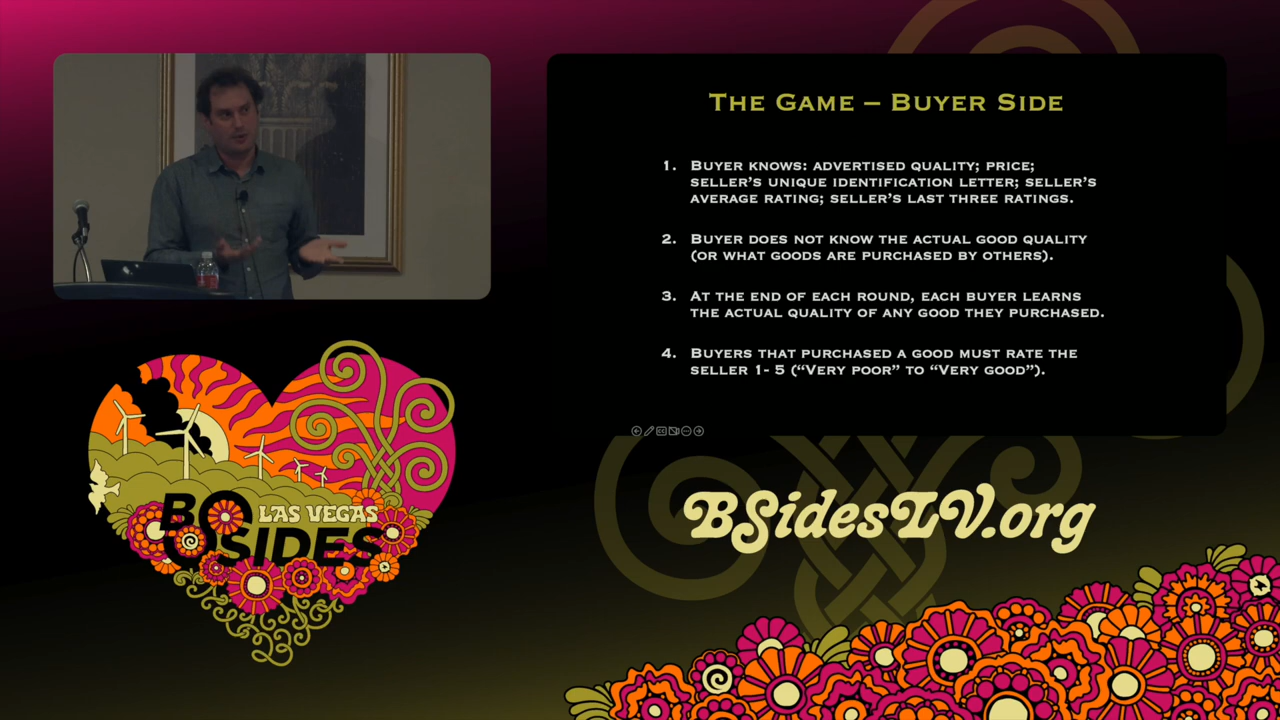 The Game – Buyer Side
1. Buyer knows: advertised quality; price;
seller’s unique identification letter; seller’s
average rating; seller’s last three ratings.
2. Buyer does not know the actual good quality
(or what goods are purchased by others).
3. At the end of each round, each buyer learns
the actual quality of any good they purchased.
4. Buyers that purchased a good must rate the
seller 1- 5 (“Very poor” to “Very good”).
LAS VEGAS
BSidesLV.org